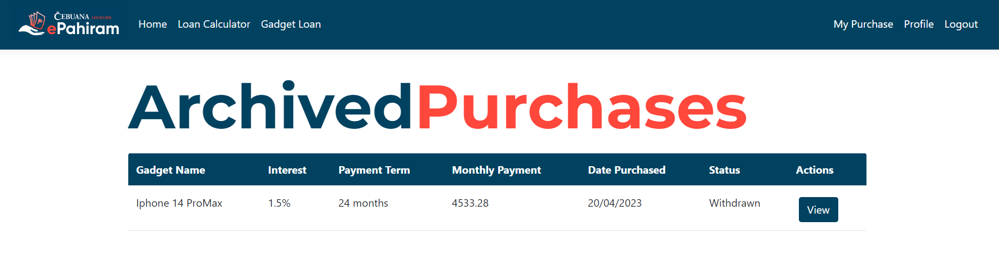 ĈEBUANA LHUILLIER
ePahiram
Home Loan Calculator Gadget Loan My Purchase Profile Logout
ArchivedPurchases
Gadget Name Interest Payment Term Monthly Payment Date Purchased Status Actions
Iphone 14 ProMax 1.5% 24 months 4533.28 20/04/2023 Withdrawn View